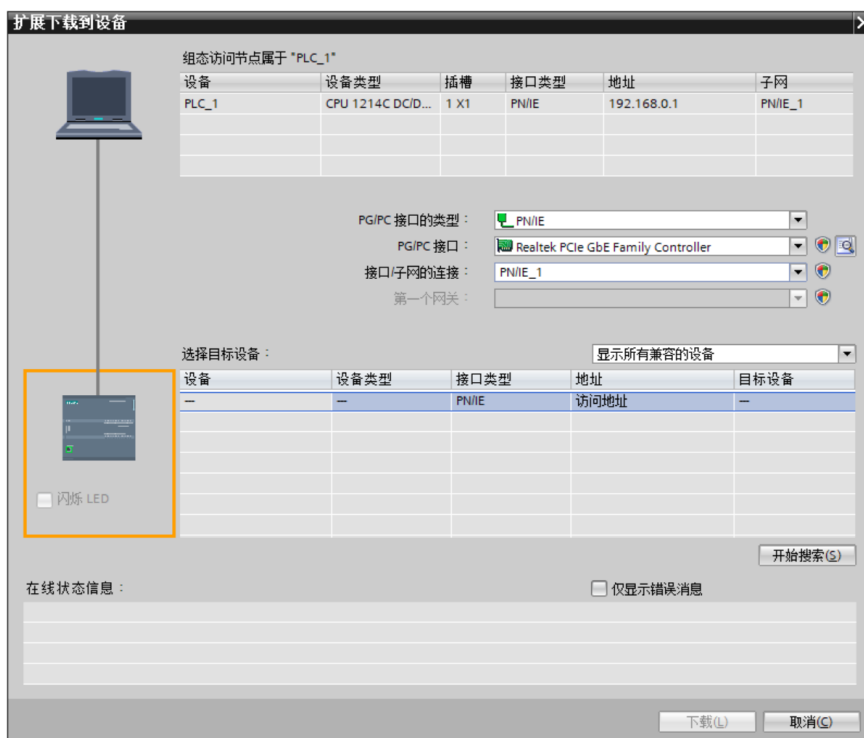 扩展下载到设备
组态访问节点属于 "PLC_1"
设备 设备类型 插槽 接口类型 地址 子网
PLC_1 CPU 1214C DC/D... 1 X1 PN/IE 192.168.0.1 PN/IE_1
PG/PC 接口的类型： PN/IE
PG/PC 接口： Realtek PCIe GbE Family Controller
接口/子网的连接： PN/IE_1
第一个网关：
选择目标设备： 显示所有兼容的设备
设备 设备类型 接口类型 地址 目标设备
— — PN/IE 访问地址 —
闪烁 LED
开始搜索(S)
在线状态信息： 仅显示错误消息
下载(L) 取消(C)